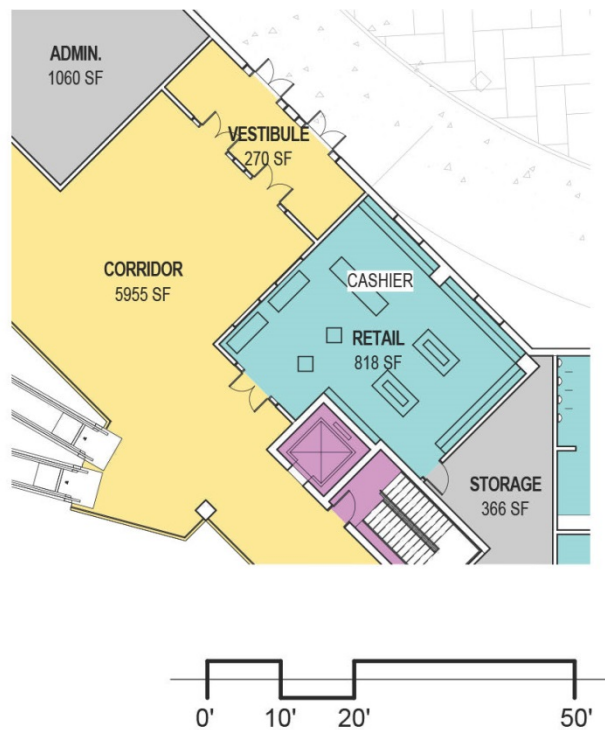 ADMIN.
1060 SF
VESTIBULE
270 SF
CORRIDOR
5955 SF
CASHIER
RETAIL
818 SF
STORAGE
366 SF
0' 10' 20' 50'